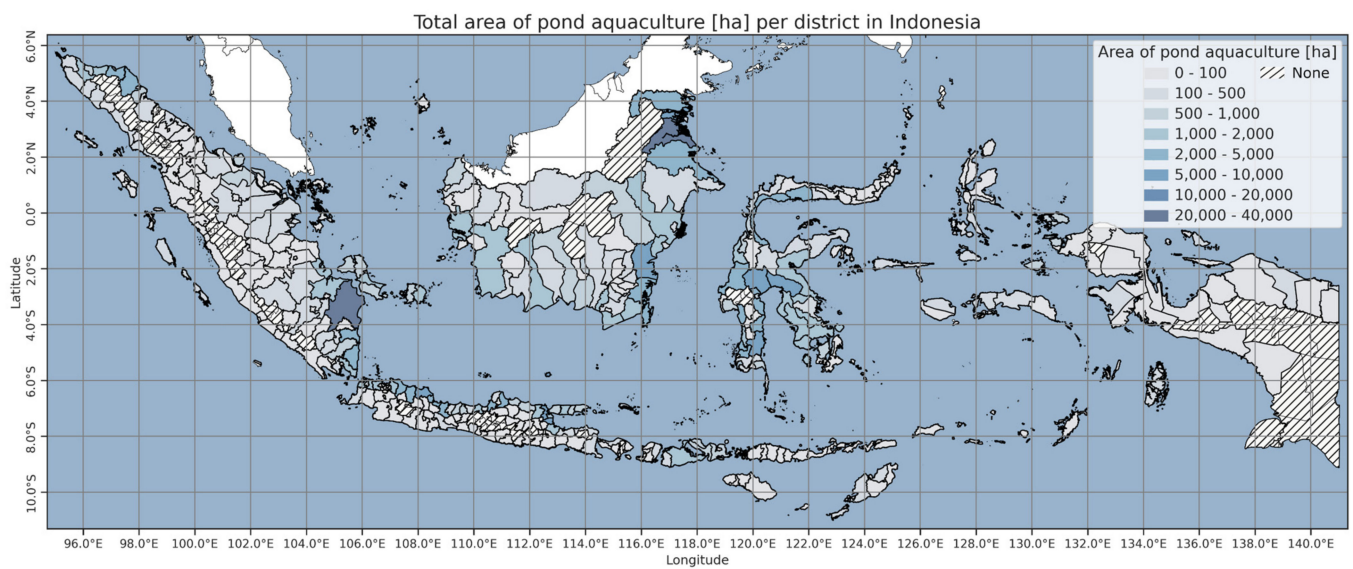 Total area of pond aquaculture [ha] per district in Indonesia
Area of pond aquaculture [ha]
0 - 100
None
100 - 500
500 - 1,000
1,000 - 2,000
2,000 - 5,000
5,000 - 10,000
10,000 - 20,000
20,000 - 40,000
Latitude
6.0°N
4.0°N
2.0°N
0.0°
2.0°S
4.0°S
6.0°S
8.0°S
10.0°S
96.0°E 98.0°E 100.0°E 102.0°E 104.0°E 106.0°E 108.0°E 110.0°E 112.0°E 114.0°E 116.0°E 118.0°E 120.0°E 122.0°E 124.0°E 126.0°E 128.0°E 130.0°E 132.0°E 134.0°E 136.0°E 138.0°E 140.0°E
Longitude